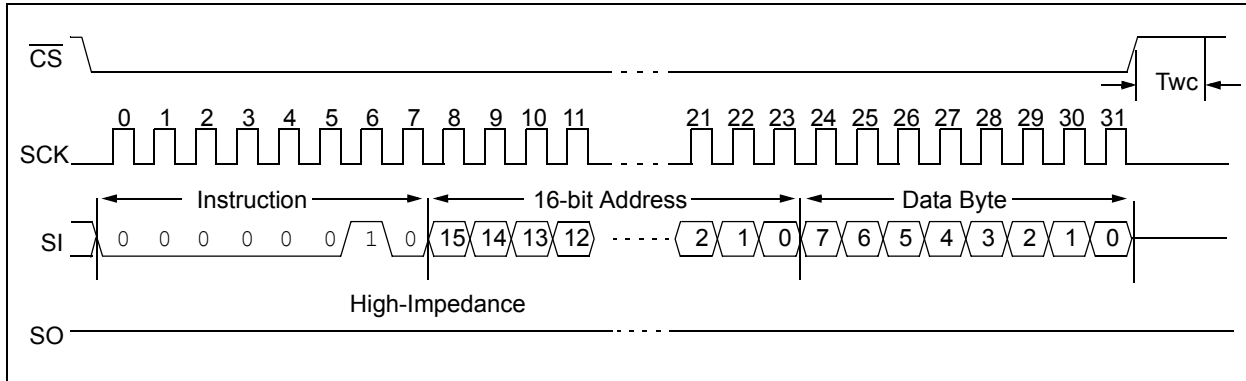 CS
Twc
0 1 2 3 4 5 6 7 8 9 10 11 21 22 23 24 25 26 27 28 29 30 31
SCK
Instruction 16-bit Address Data Byte
SI 0 0 0 0 0 0 1 0 15 14 13 12 2 1 0 7 6 5 4 3 2 1 0
High-Impedance
SO